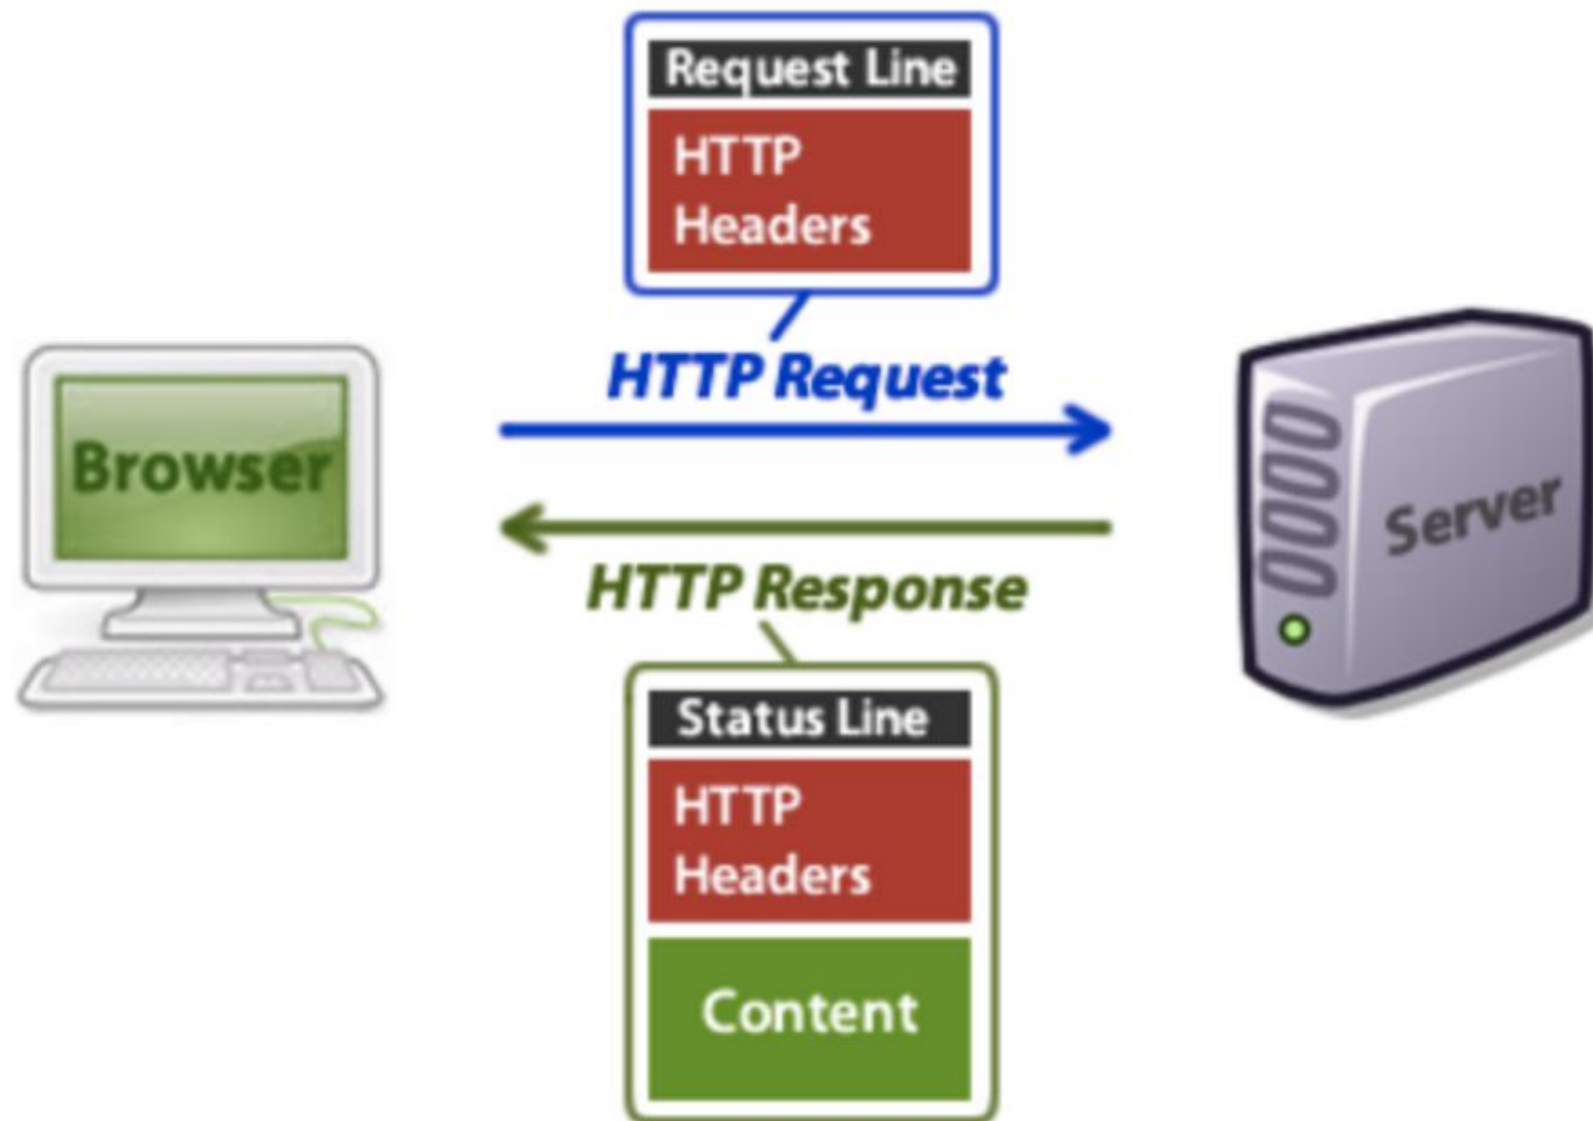 Request Line
HTTP
Headers
HTTP Request
Browser
Server
HTTP Response
Status Line
HTTP
Headers
Content